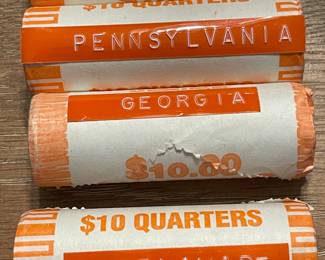 $10 QUARTERS
PENNSYLVANIA
GEORGIA
$10.00
$10 QUARTERS